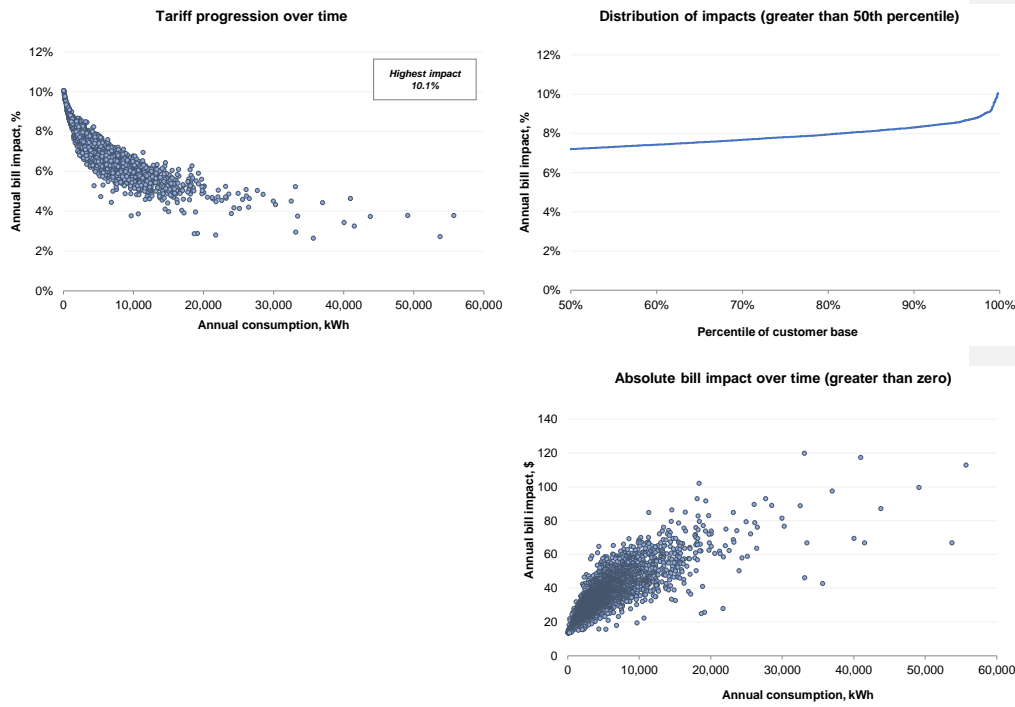 Tariff progression over time
12%
10%
8%
6%
4%
2%
0%
Annual bill impact, %
Highest impact
10.1%
0 10,000 20,000 30,000 40,000 50,000 60,000
Annual consumption, kWh
Distribution of impacts (greater than 50th percentile)
12%
10%
8%
6%
4%
2%
0%
Annual bill impact, %
50% 60% 70% 80% 90% 100%
Percentile of customer base
Absolute bill impact over time (greater than zero)
140
120
100
80
60
40
20
0
Annual bill impact, $
0 10,000 20,000 30,000 40,000 50,000 60,000
Annual consumption, kWh